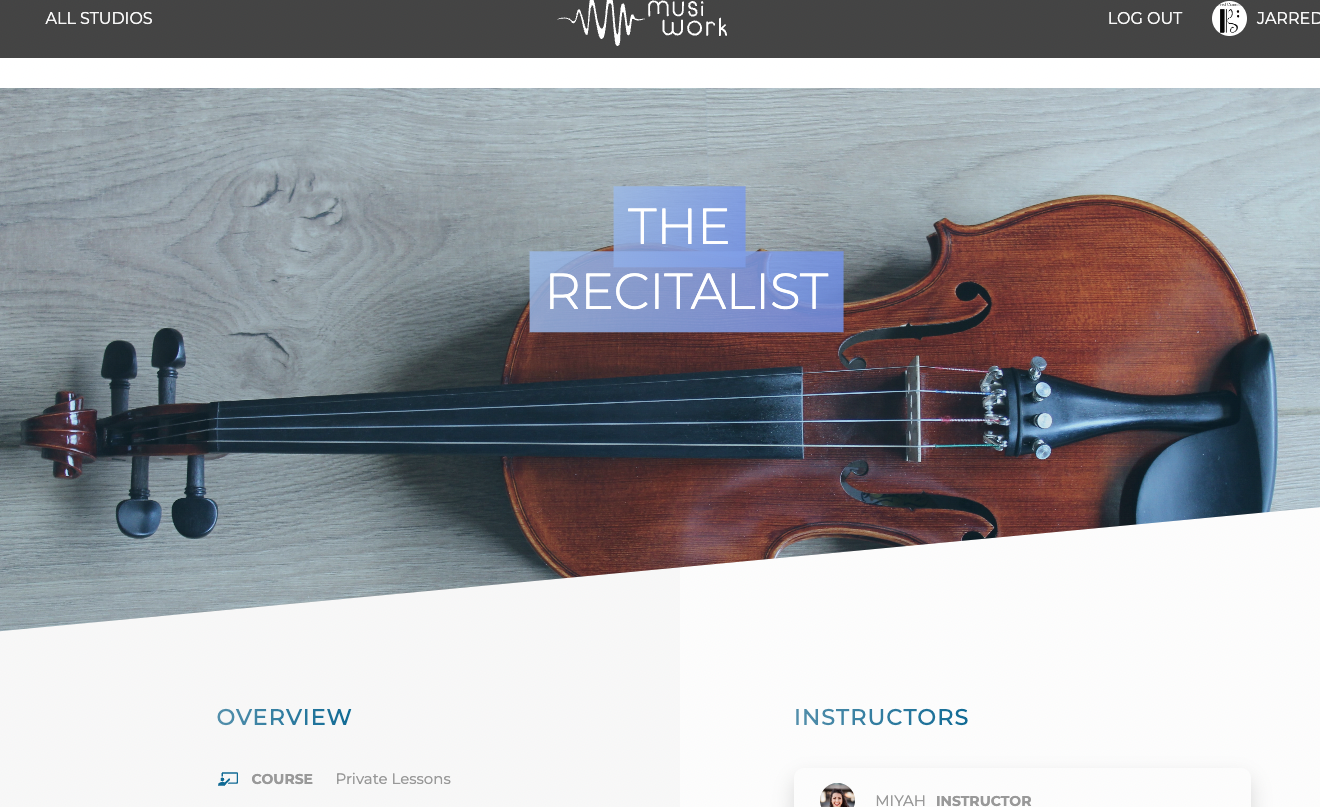 ALL STUDIOS
musi
work
LOG OUT
JARRED
THE
RECITALIST
OVERVIEW
INSTRUCTORS
COURSE Private Lessons
MIYAH INSTRUCTOR